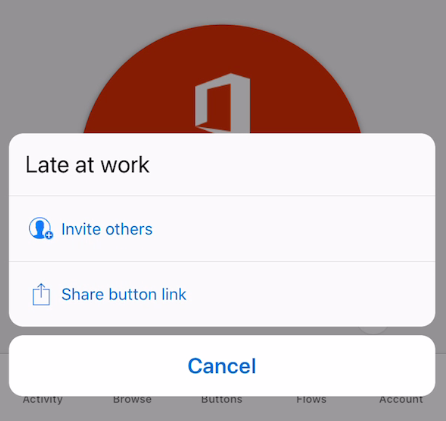 Late at work
Invite others
Share button link
Cancel
Activity Browse Buttons Flows Account